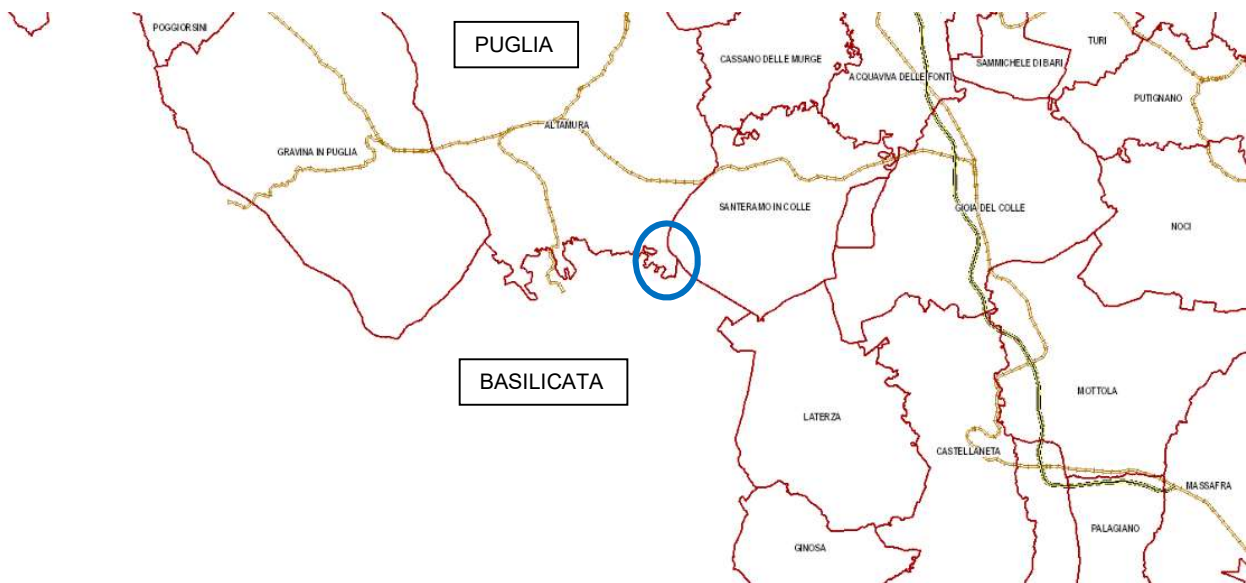 POGGIORSINI
PUGLIA
TURI
CASSANO DELLE MURGE
SAMMICHELE DI BARI
ACQUAVIVA DELLE FONTI
PUTIGNANO
ALTAMURA
GRAVINA IN PUGLIA
SANTERAMO IN COLLE
GIOIA DEL COLLE
NOCI
BASILICATA
MOTTOLA
LATERZA
CASTELLANETA
MASSAFRA
PALAGIANO
GINOSA